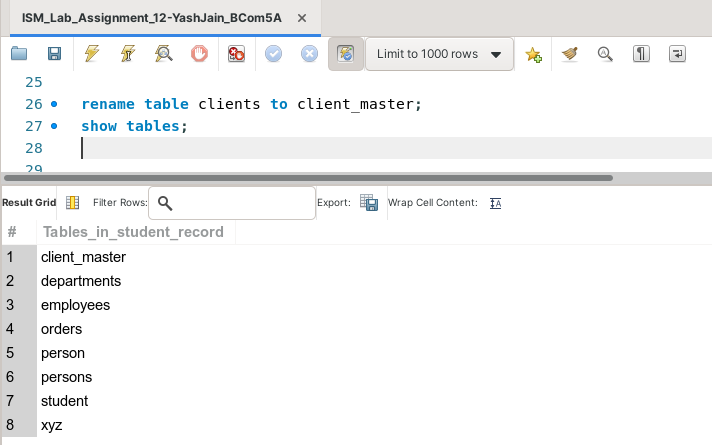 ISM_Lab_Assignment_12-YashJain_BCom5A ×
Limit to 1000 rows
25
26 rename table clients to client_master;
27 show tables;
28
29
Result Grid Filter Rows: Export: Wrap Cell Content:
# Tables_in_student_record
1 client_master
2 departments
3 employees
4 orders
5 person
6 persons
7 student
8 xyz